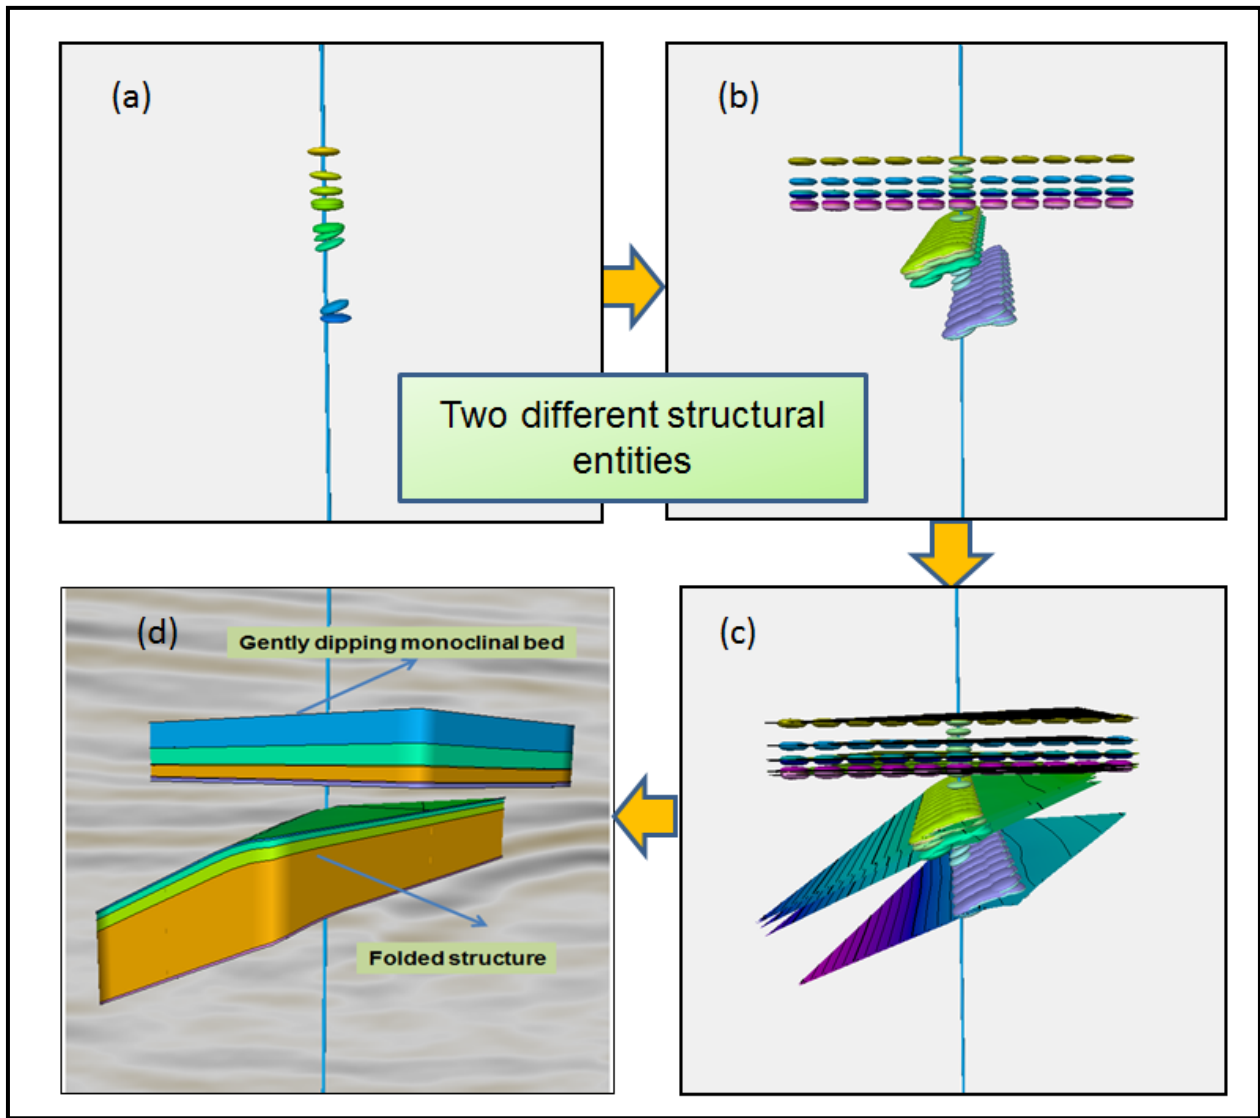 (a)
(b)
Two different structural
entities
(d)
Gently dipping monoclinal bed
(c)
Folded structure